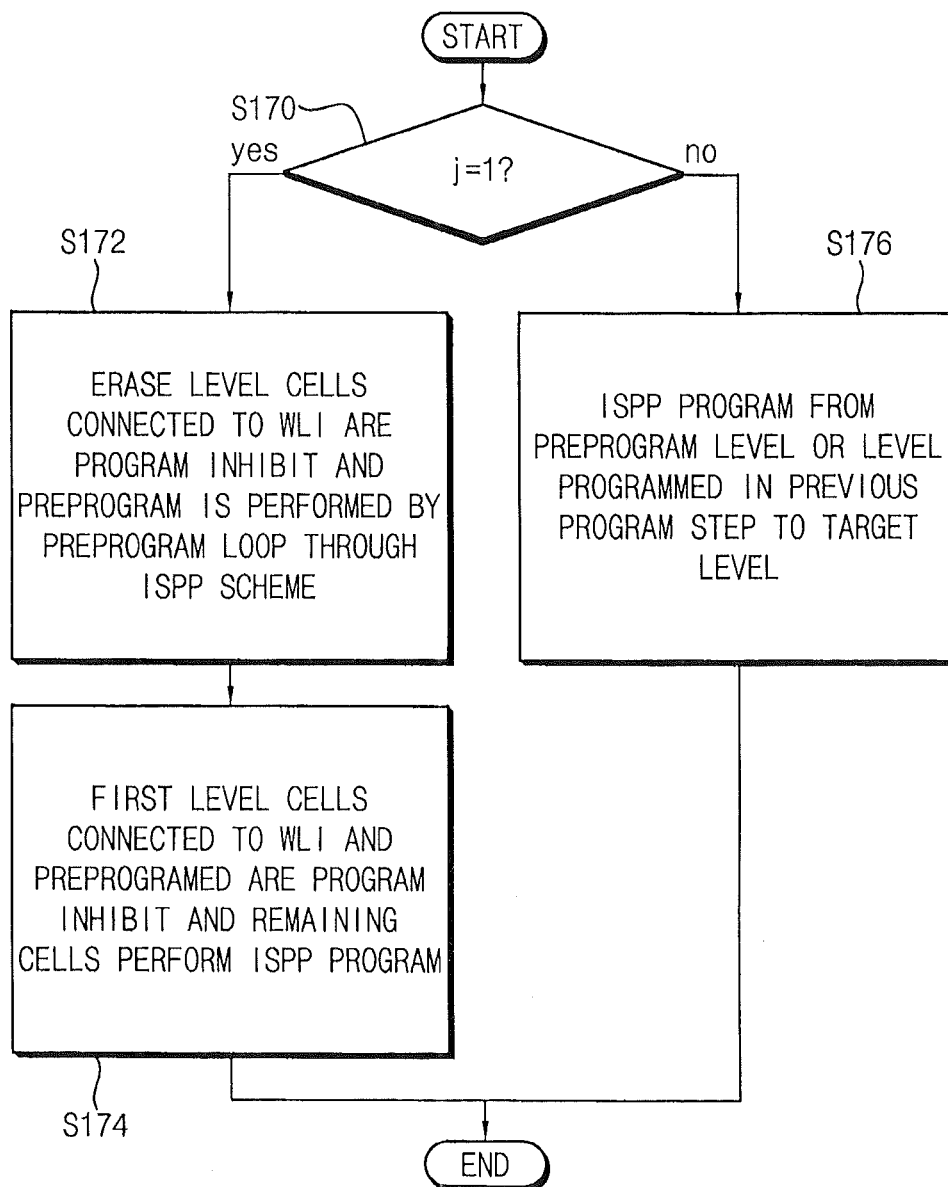 START
S170
yes
j=1?
no
S172
S176
ERASE LEVEL CELLS
CONNECTED TO WLI ARE
PROGRAM INHIBIT AND
PREPROGRAM IS PERFORMED BY
PREPROGRAM LOOP THROUGH
ISPP SCHEME
ISPP PROGRAM FROM
PREPROGRAM LEVEL OR LEVEL
PROGRAMMED IN PREVIOUS
PROGRAM STEP TO TARGET
LEVEL
FIRST LEVEL CELLS
CONNECTED TO WLI AND
PREPROGRAMED ARE PROGRAM
INHIBIT AND REMAINING
CELLS PERFORM ISPP PROGRAM
S174
END